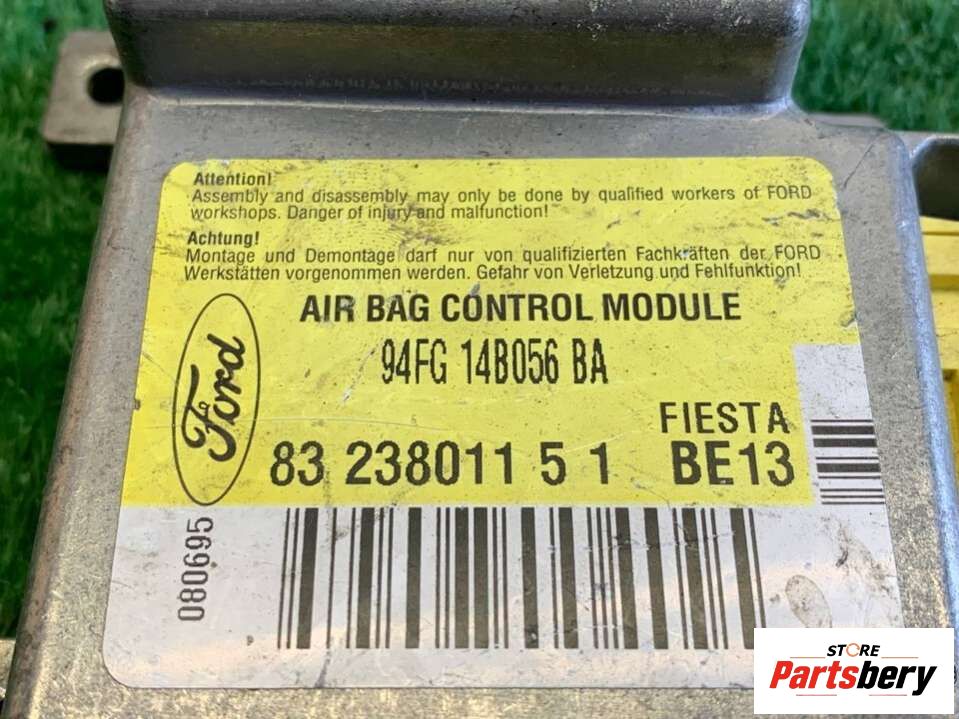 Attention!
Assembly and disassembly may only be done by qualified workers of FORD
workshops. Danger of injury and malfunction!
Achtung!
Montage und Demontage darf nur von qualifizierten Fachkräften der FORD
Werkstätten vorgenommen werden. Gefahr von Verletzung und Fehlfunktion!
AIR BAG CONTROL MODULE
94FG 14B056 BA
Ford
FIESTA
83 238011 5 1 BE13
080695
STORE
Partsbery